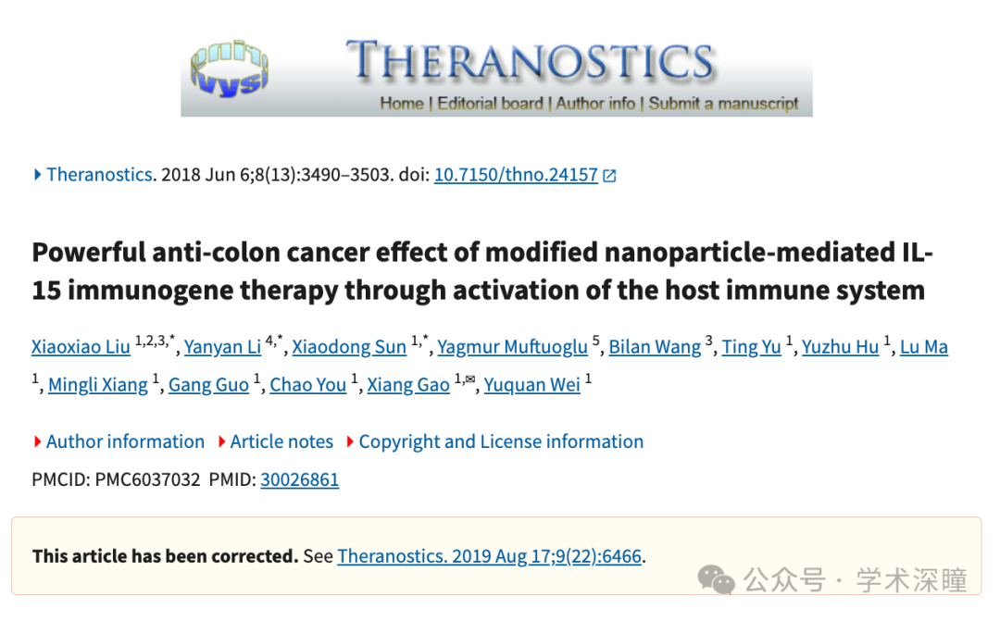 THERANOSTICS
Home | Editorial board | Author info | Submit a manuscript
Theranostics. 2018 Jun 6;8(13):3490–3503. doi: 10.7150/thno.24157
Powerful anti-colon cancer effect of modified nanoparticle-mediated IL-
15 immunogene therapy through activation of the host immune system
Xiaoxiao Liu 1,2,3,*, Yanyan Li 4,*, Xiaodong Sun 1,*, Yagmur Muftuoglu 5, Bilan Wang 3, Ting Yu 1, Yuzhu Hu 1, Lu Ma
1, Mingli Xiang 1, Gang Guo 1, Chao You 1, Xiang Gao 1,✉, Yuquan Wei 1
Author information Article notes Copyright and License information
PMCID: PMC6037032 PMID: 30026861
This article has been corrected. See Theranostics. 2019 Aug 17;9(22):6466.
公众号 · 学术深瞳